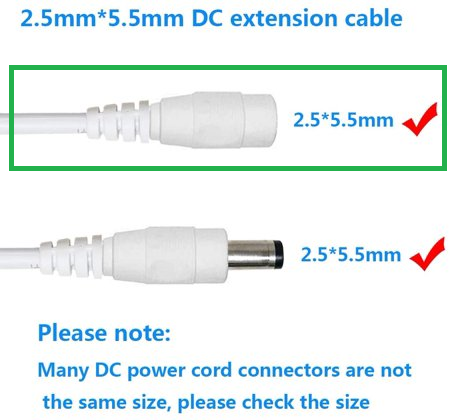 2.5mm*5.5mm DC extension cable
2.5*5.5mm
2.5*5.5mm
Please note:
Many DC power cord connectors are not
the same size, please check the size